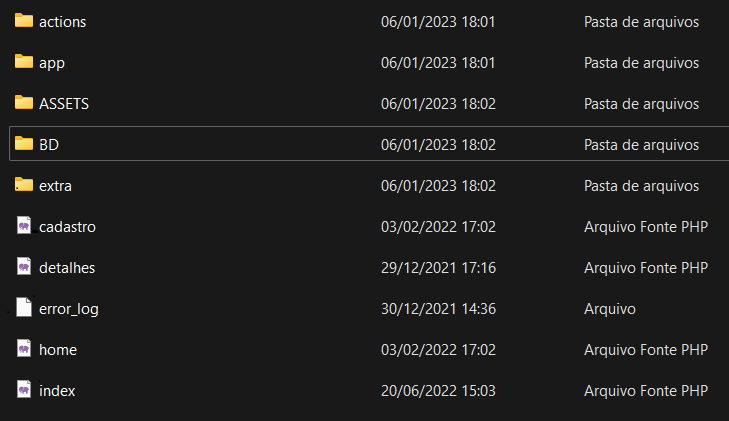 actions 06/01/2023 18:01 Pasta de arquivos
app 06/01/2023 18:01 Pasta de arquivos
ASSETS 06/01/2023 18:02 Pasta de arquivos
BD 06/01/2023 18:02 Pasta de arquivos
extra 06/01/2023 18:02 Pasta de arquivos
cadastro 03/02/2022 17:02 Arquivo Fonte PHP
detalhes 29/12/2021 17:16 Arquivo Fonte PHP
error_log 30/12/2021 14:36 Arquivo
home 03/02/2022 17:02 Arquivo Fonte PHP
index 20/06/2022 15:03 Arquivo Fonte PHP